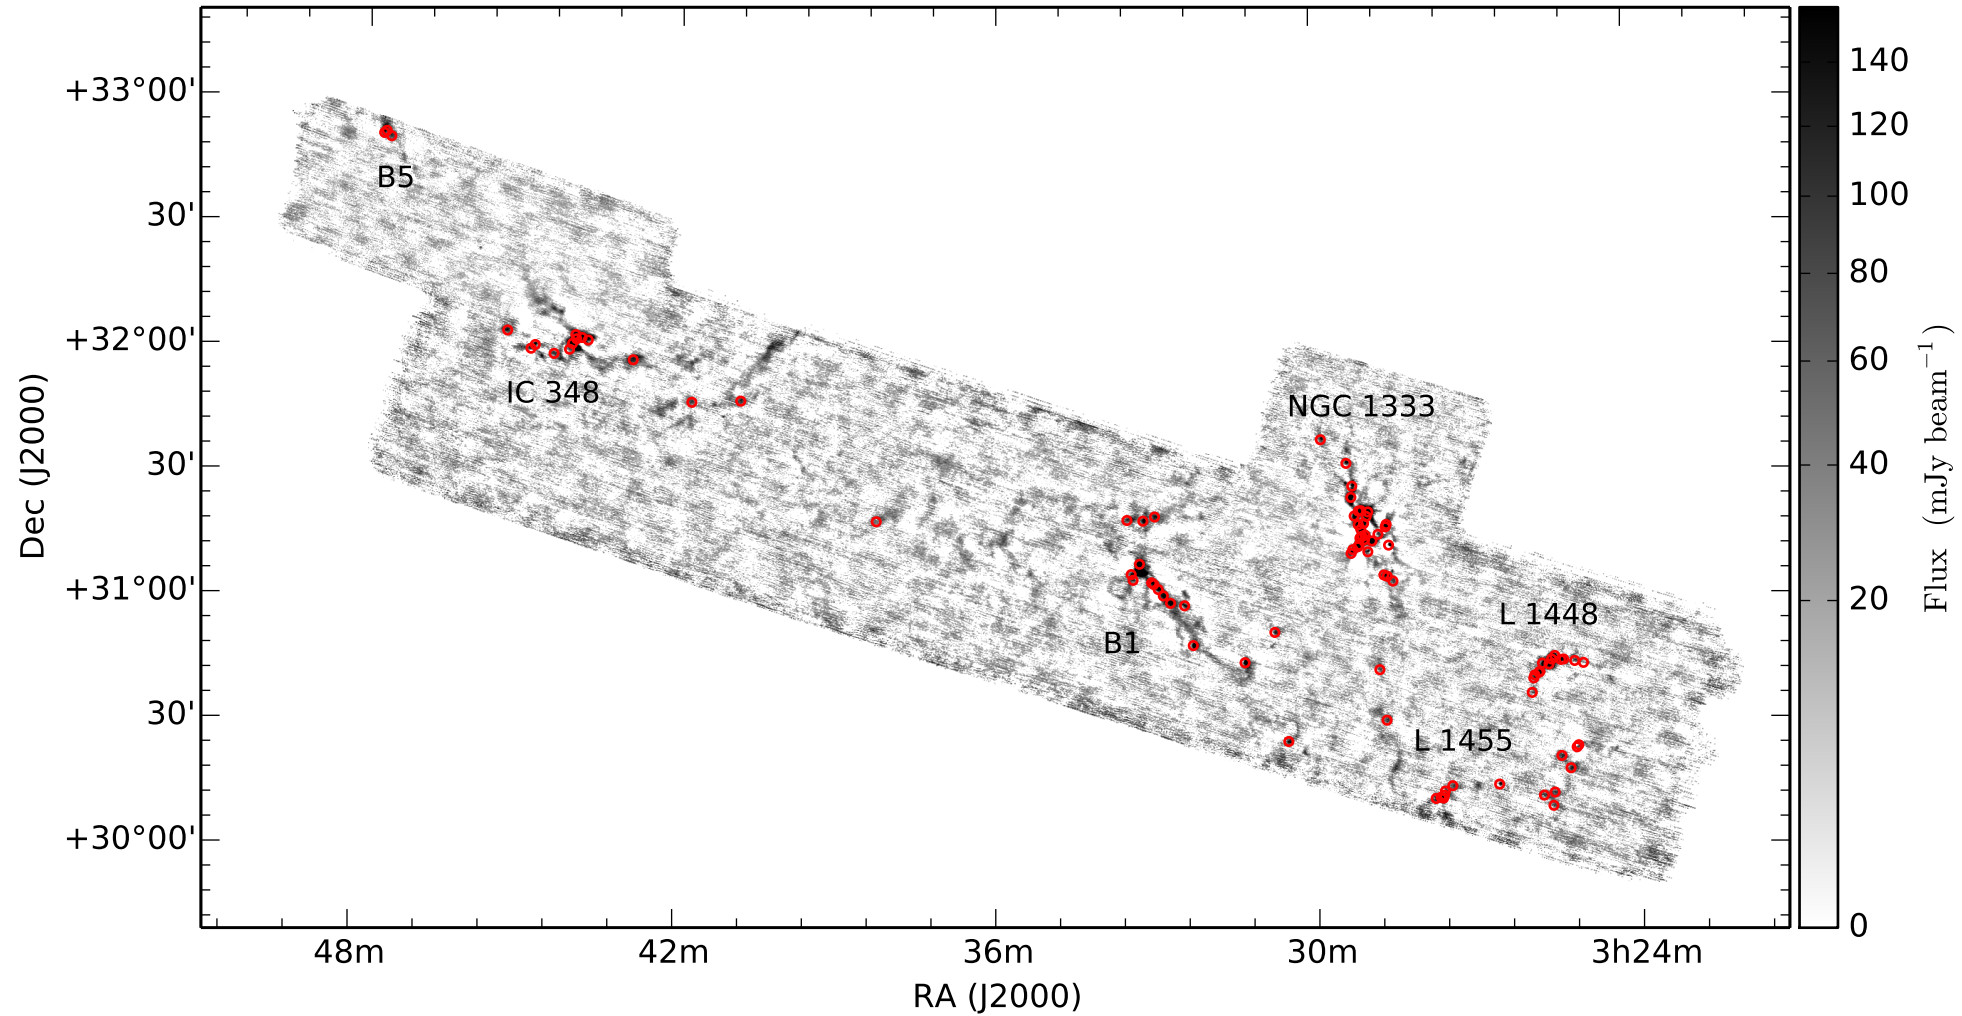 +33°00'
30'
+32°00'
30'
+31°00'
30'
+30°00'
Dec (J2000)
B5
IC 348
NGC 1333
B1
L 1448
L 1455
48m
42m
36m
30m
3h24m
RA (J2000)
140
120
100
80
60
40
20
0
Flux (mJy beam⁻¹)